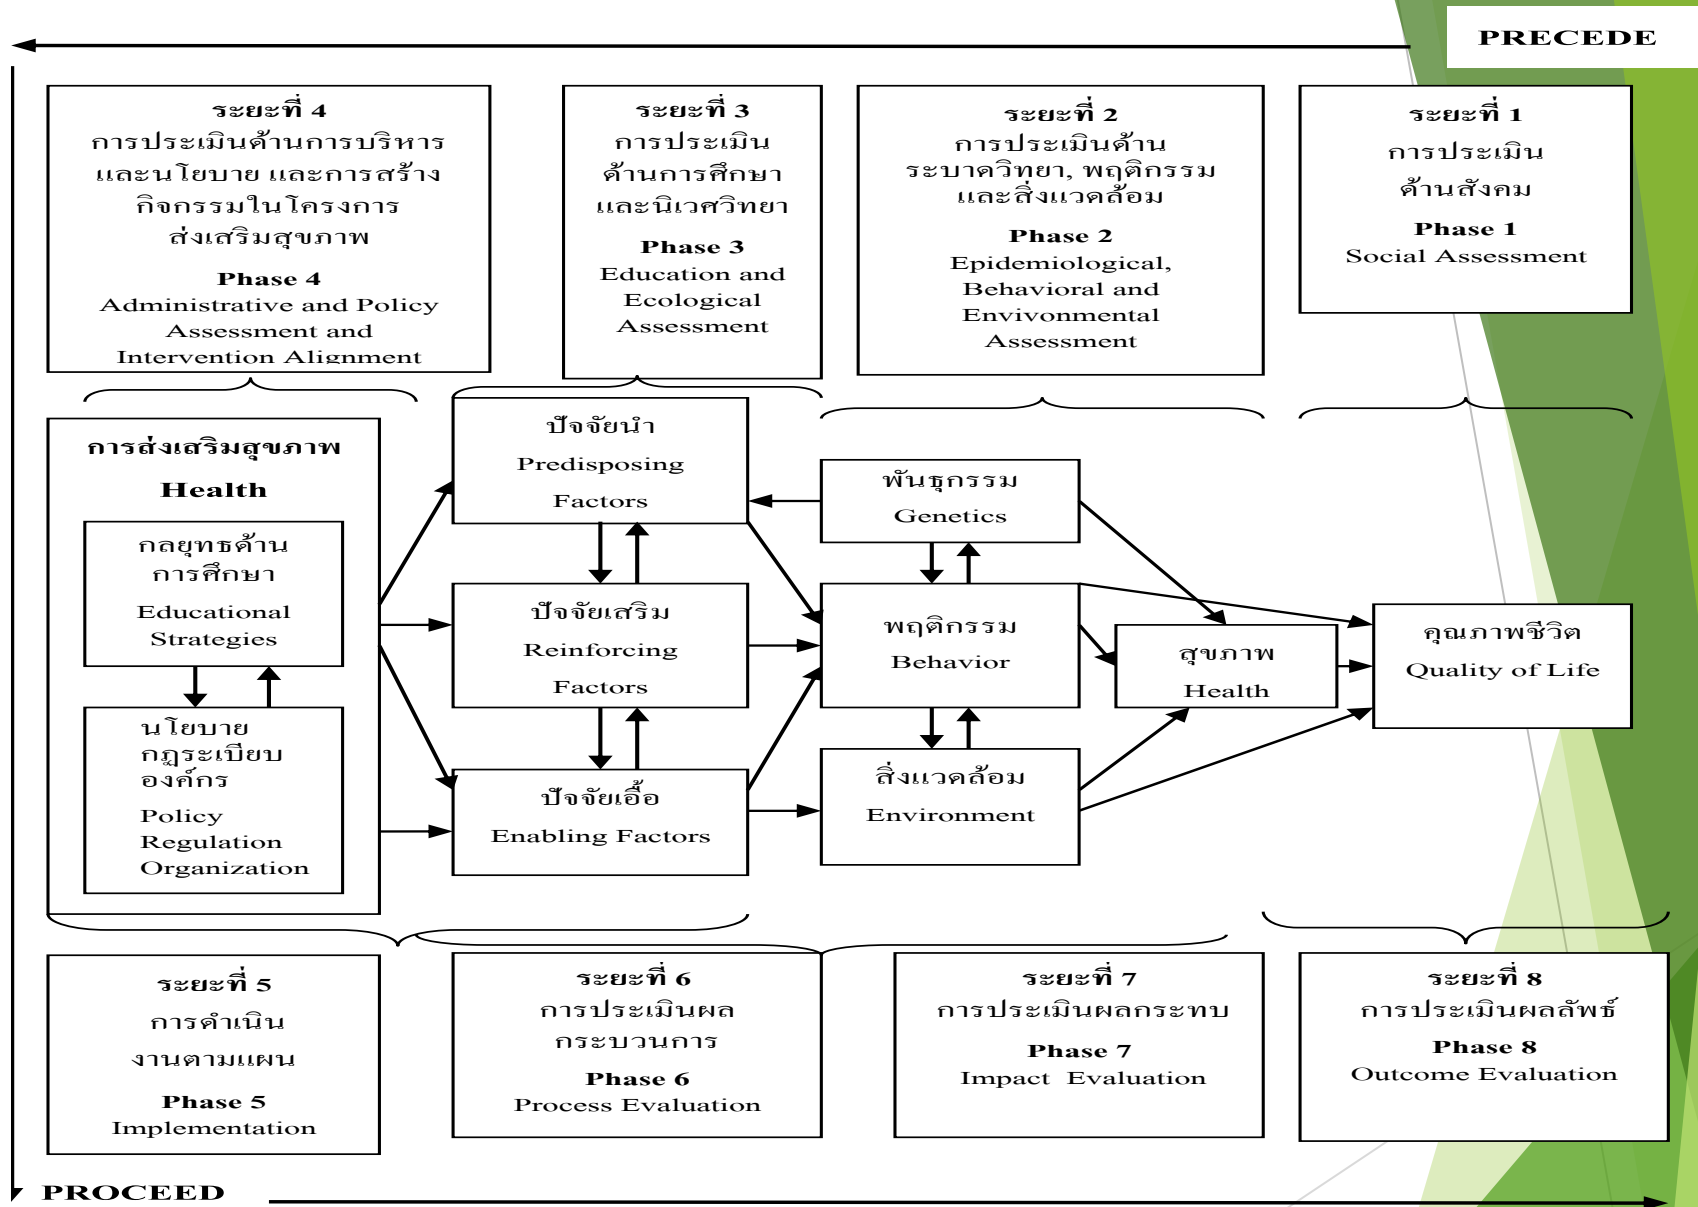 PRECEDE
ระยะที่ 4
การประเมินด้านการบริหาร
และนโยบาย และการสร้าง
กิจกรรมในโครงการ
ส่งเสริมสุขภาพ
Phase 4
Administrative and Policy
Assessment and
Intervention Alignment
ระยะที่ 3
การประเมิน
ด้านการศึกษา
และนิเวศวิทยา
Phase 3
Education and
Ecological
Assessment
ระยะที่ 2
การประเมินด้าน
ระบาดวิทยา, พฤติกรรม
และสิ่งแวดล้อม
Phase 2
Epidemiological,
Behavioral and
Envivonmental
Assessment
ระยะที่ 1
การประเมิน
ด้านสังคม
Phase 1
Social Assessment
การส่งเสริมสุขภาพ
Health
กลยุทธด้าน
การศึกษา
Educational
Strategies
นโยบาย
กฎระเบียบ
องค์กร
Policy
Regulation
Organization
ปัจจัยนำ
Predisposing
Factors
ปัจจัยเสริม
Reinforcing
Factors
ปัจจัยเอื้อ
Enabling Factors
พันธุกรรม
Genetics
พฤติกรรม
Behavior
สิ่งแวดล้อม
Environment
สุขภาพ
Health
คุณภาพชีวิต
Quality of Life
ระยะที่ 5
การดำเนิน
งานตามแผน
Phase 5
Implementation
ระยะที่ 6
การประเมินผล
กระบวนการ
Phase 6
Process Evaluation
ระยะที่ 7
การประเมินผลกระทบ
Phase 7
Impact Evaluation
ระยะที่ 8
การประเมินผลลัพธ์
Phase 8
Outcome Evaluation
PROCEED